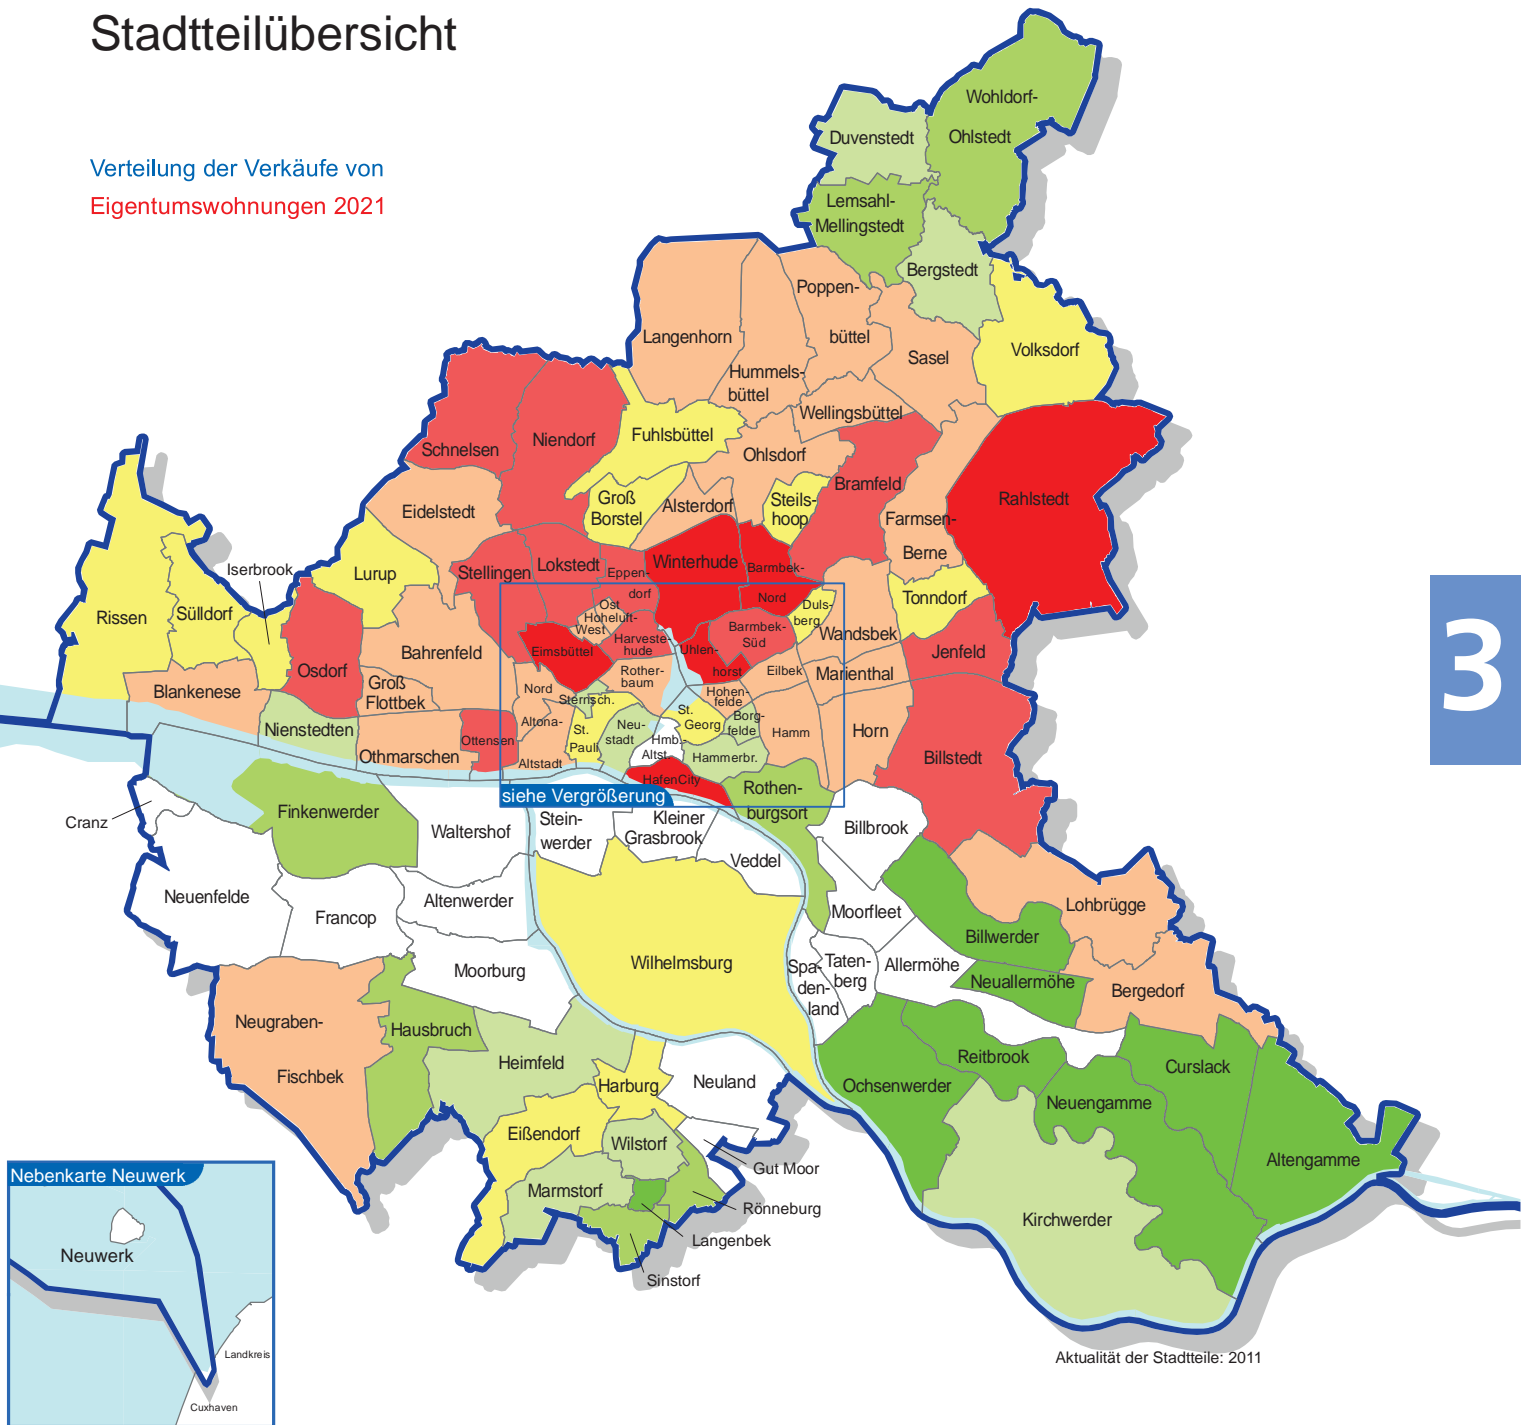 Stadtteilübersicht
Verteilung der Verkäufe von
Eigentumswohnungen 2021
Wohldorf-
Ohlstedt
Duvenstedt
Lemsahl-
Mellingstedt
Bergstedt
Poppen-
büttel
Langenhorn
Hummels-
büttel
Sasel
Volksdorf
Wellingsbüttel
Schnelsen
Niendorf
Fuhlsbüttel
Ohlsdorf
Bramfeld
Rahlstedt
Eidelstedt
Groß
Borstel
Alsterdorf
Steils-
hoop
Farmsen-
Berne
Iserbrook
Lurup
Stellingen
Lokstedt
Eppen-
dorf
Winterhude
Barmbek-
Nord
Tonndorf
Rissen
Sülldorf
Ost
Hoheluft-
West
Duls-
berg
Wandsbek
Osdorf
Bahrenfeld
Eimsbüttel
Harveste-
hude
Barmbek-
Süd
Uhlen-
horst
Jenfeld
Blankenese
Groß
Flottbek
Rother-
baum
Eilbek
Marienthal
Nienstedten
Othmarschen
Ottensen
Nord
Altona-
Altstadt
Sternsch.
St.
Pauli
Neu-
stadt
Hmb.-
Altst.
St.
Georg
Hohen-
felde
Borg-
felde
Hammerbr.
Hamm
Horn
Billstedt
HafenCity
siehe Vergrößerung
3
Cranz
Finkenwerder
Waltershof
Stein-
werder
Kleiner
Grasbrook
Veddel
Rothen-
burgsort
Billbrook
Neuenfelde
Francop
Altenwerder
Moorfleet
Lohbrügge
Billwerder
Moorburg
Wilhelmsburg
Spa-
den-
land
Taten-
berg
Allermöhe
Neuallermöhe
Bergedorf
Neugraben-
Fischbek
Hausbruch
Heimfeld
Harburg
Neuland
Ochsenwerder
Reitbrook
Curslack
Neuengamme
Eißendorf
Wilstorf
Gut Moor
Altengamme
Marmstorf
Rönneburg
Langenbek
Sinstorf
Kirchwerder
Nebenkarte Neuwerk
Neuwerk
Landkreis
Cuxhaven
Aktualität der Stadtteile: 2011